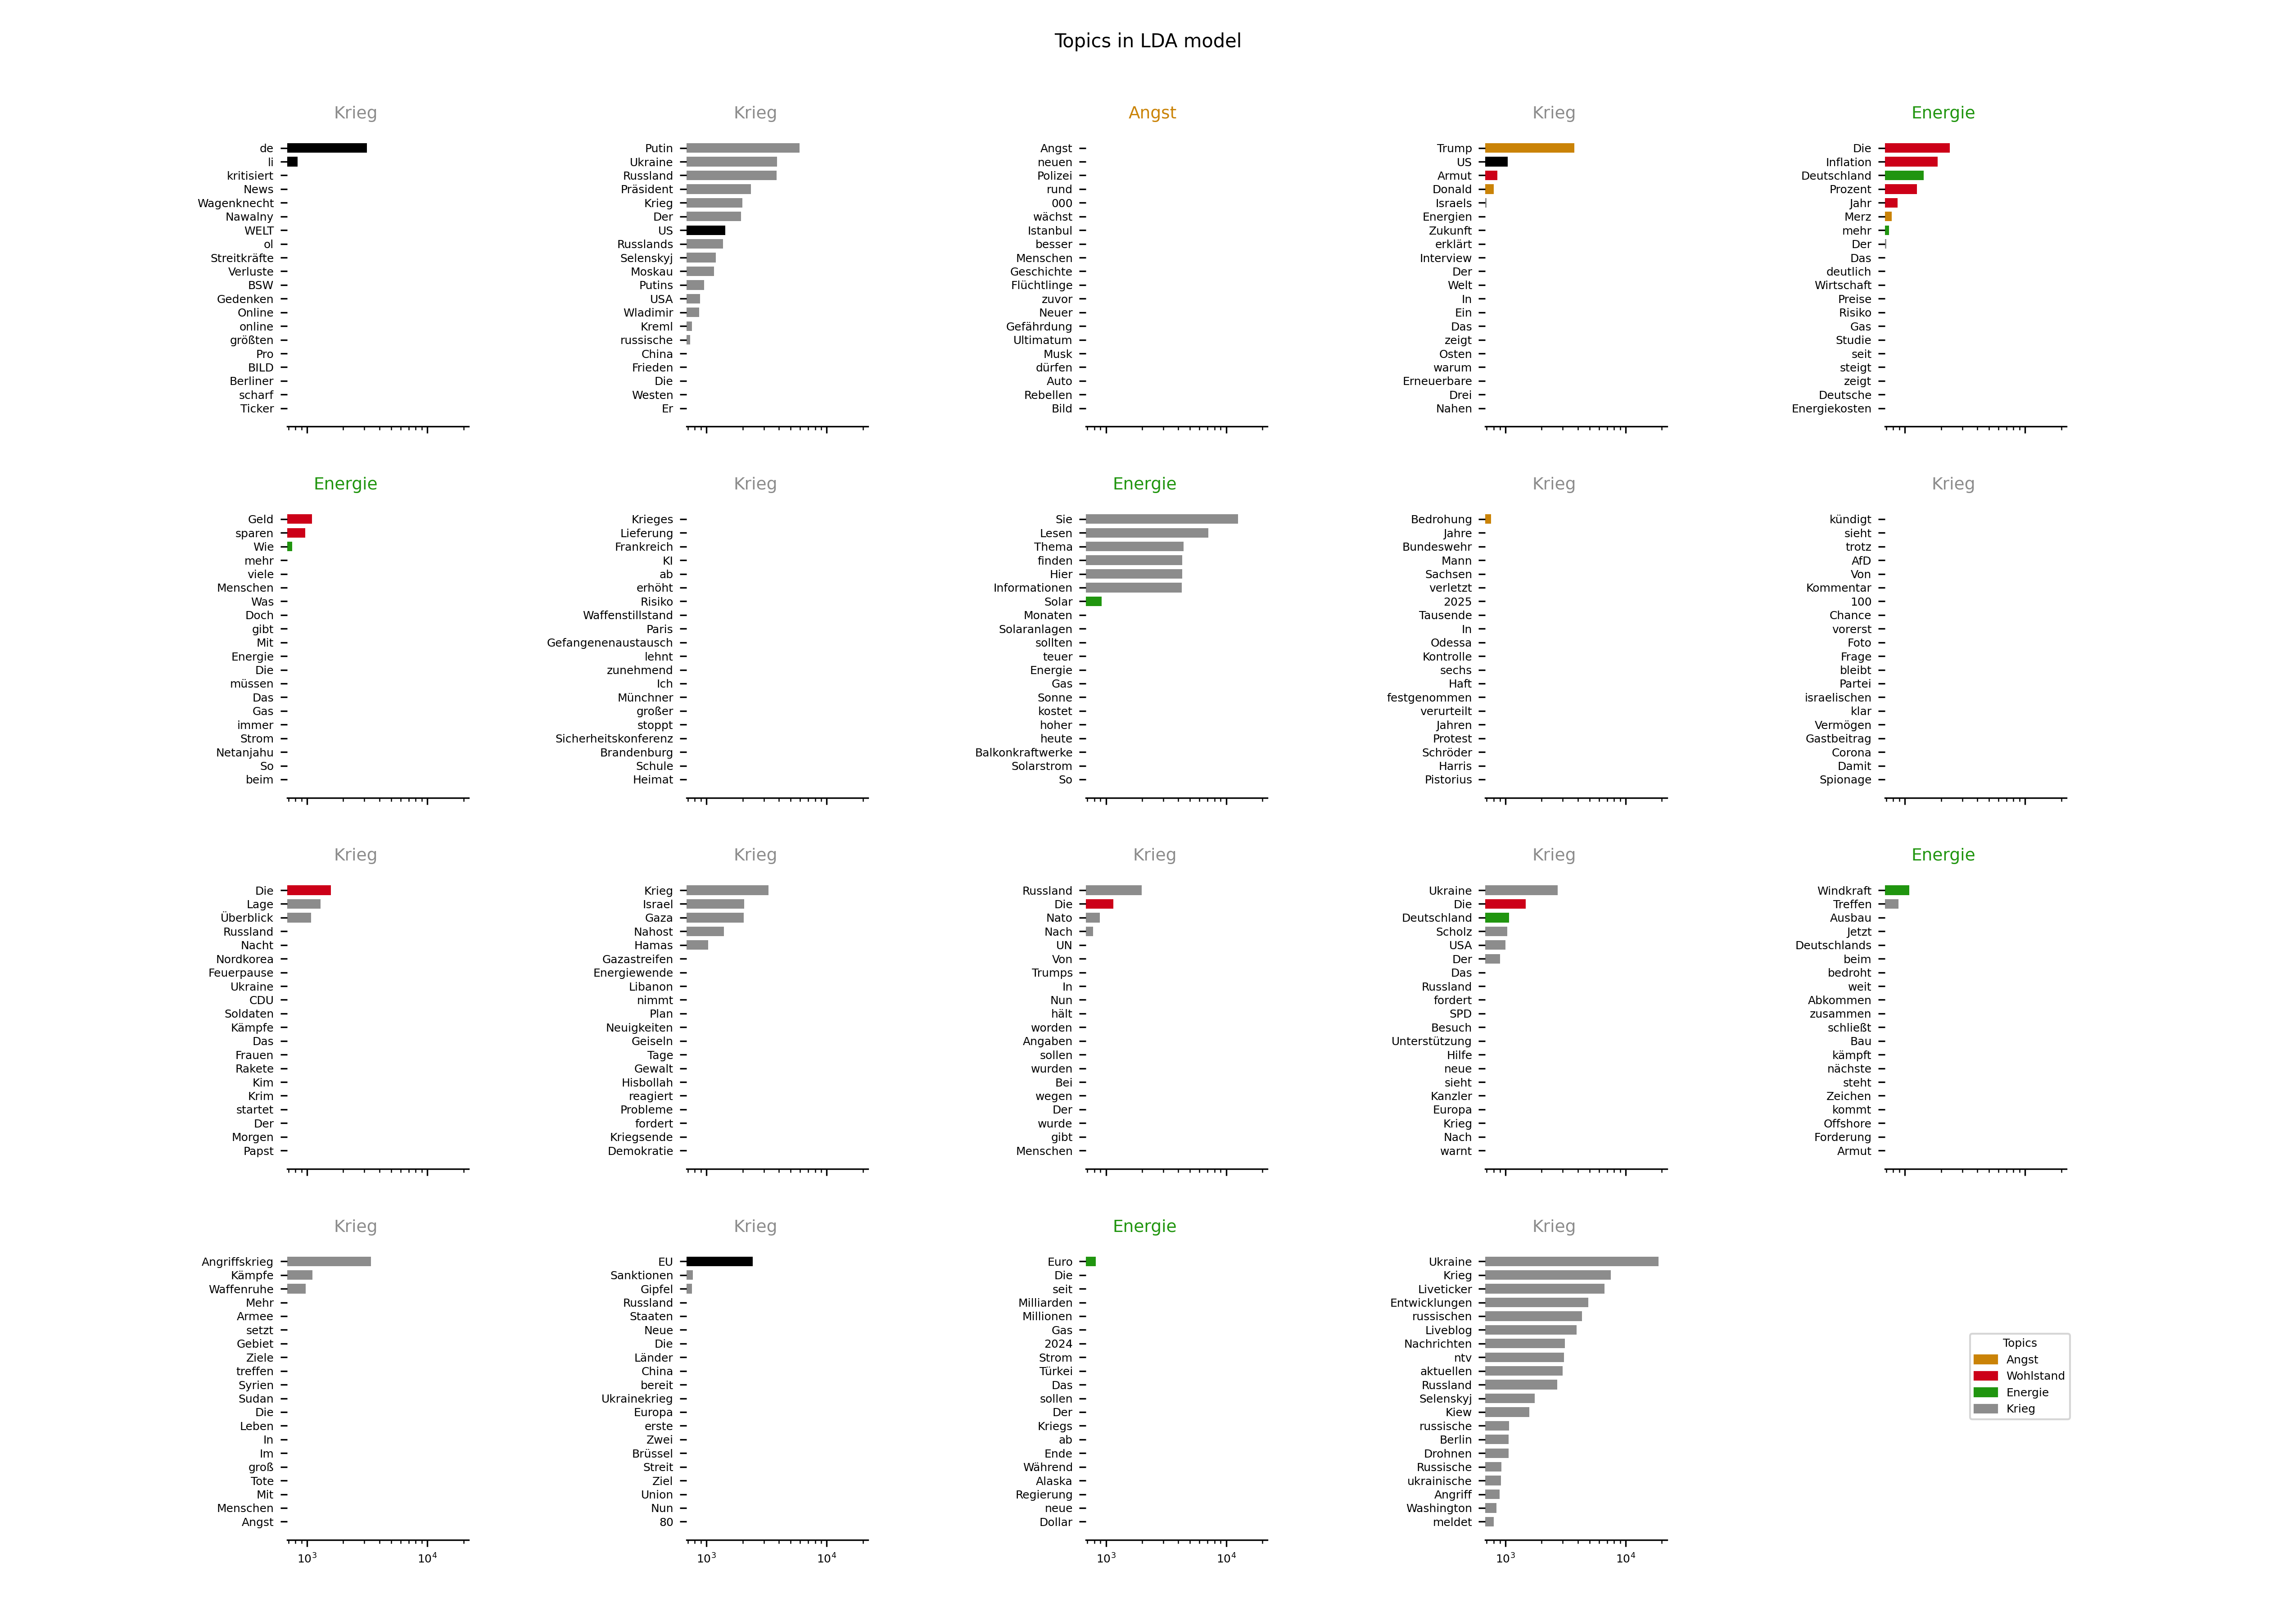 Topics in LDA model
Krieg
de
li
kritisiert
News
Wagenknecht
Nawalny
WELT
ol
Streitkräfte
Verluste
BSW
Gedenken
Online
online
größten
Pro
BILD
Berliner
scharf
Ticker
Krieg
Putin
Ukraine
Russland
Präsident
Krieg
Der
US
Russlands
Selenskyj
Moskau
Putins
USA
Wladimir
Kreml
russische
China
Frieden
Die
Westen
Er
Angst
Angst
neuen
Polizei
rund
000
wächst
Istanbul
besser
Menschen
Geschichte
Flüchtlinge
zuvor
Neuer
Gefährdung
Ultimatum
Musk
dürfen
Auto
Rebellen
Bild
Krieg
Trump
US
Armut
Donald
Israels
Energien
Zukunft
erklärt
Interview
Der
Welt
In
Ein
Das
zeigt
Osten
warum
Erneuerbare
Drei
Nahen
Energie
Die
Inflation
Deutschland
Prozent
Jahr
Merz
mehr
Der
Das
deutlich
Wirtschaft
Preise
Risiko
Gas
Studie
seit
steigt
zeigt
Deutsche
Energiekosten
Energie
Geld
sparen
Wie
mehr
viele
Menschen
Was
Doch
gibt
Mit
Energie
Die
müssen
Das
Gas
immer
Strom
Netanjahu
So
beim
Krieg
Krieges
Lieferung
Frankreich
KI
ab
erhöht
Risiko
Waffenstillstand
Paris
Gefangenenaustausch
lehnt
zunehmend
Ich
Münchner
großer
stoppt
Sicherheitskonferenz
Brandenburg
Schule
Heimat
Energie
Sie
Lesen
Thema
finden
Hier
Informationen
Solar
Monaten
Solaranlagen
sollten
teuer
Energie
Gas
Sonne
kostet
hoher
heute
Balkonkraftwerke
Solarstrom
So
Krieg
Bedrohung
Jahre
Bundeswehr
Mann
Sachsen
verletzt
2025
Tausende
In
Odessa
Kontrolle
sechs
Haft
festgenommen
verurteilt
Jahren
Protest
Schröder
Harris
Pistorius
Krieg
kündigt
sieht
trotz
AfD
Von
Kommentar
100
Chance
vorerst
Foto
Frage
bleibt
Partei
israelischen
klar
Vermögen
Gastbeitrag
Corona
Damit
Spionage
Krieg
Die
Lage
Überblick
Russland
Nacht
Nordkorea
Feuerpause
Ukraine
CDU
Soldaten
Kämpfe
Das
Frauen
Rakete
Kim
Krim
startet
Der
Morgen
Papst
Krieg
Krieg
Israel
Gaza
Nahost
Hamas
Gazastreifen
Energiewende
Libanon
nimmt
Plan
Neuigkeiten
Geiseln
Tage
Gewalt
Hisbollah
reagiert
Probleme
fordert
Kriegsende
Demokratie
Krieg
Russland
Die
Nato
Nach
UN
Von
Trumps
In
Nun
hält
worden
Angaben
sollen
wurden
Bei
wegen
Der
wurde
gibt
Menschen
Krieg
Ukraine
Die
Deutschland
Scholz
USA
Der
Das
Russland
fordert
SPD
Besuch
Unterstützung
Hilfe
neue
sieht
Kanzler
Europa
Krieg
Nach
warnt
Energie
Windkraft
Treffen
Ausbau
Jetzt
Deutschlands
beim
bedroht
weit
Abkommen
zusammen
schließt
Bau
kämpft
nächste
steht
Zeichen
kommt
Offshore
Forderung
Armut
Krieg
Angriffskrieg
Kämpfe
Waffenruhe
Mehr
Armee
setzt
Gebiet
Ziele
treffen
Syrien
Sudan
Die
Leben
In
Im
groß
Tote
Mit
Menschen
Angst
10³ 10⁴
Krieg
EU
Sanktionen
Gipfel
Russland
Staaten
Neue
Die
Länder
China
bereit
Ukrainekrieg
Europa
erste
Zwei
Brüssel
Streit
Ziel
Union
Nun
80
10³ 10⁴
Energie
Euro
Die
seit
Milliarden
Millionen
Gas
2024
Strom
Türkei
Das
sollen
Der
Kriegs
ab
Ende
Während
Alaska
Regierung
neue
Dollar
10³ 10⁴
Krieg
Ukraine
Krieg
Liveticker
Entwicklungen
russischen
Liveblog
Nachrichten
ntv
aktuellen
Russland
Selenskyj
Kiew
russische
Berlin
Drohnen
Russische
ukrainische
Angriff
Washington
meldet
10³ 10⁴
Topics
Angst
Wohlstand
Energie
Krieg